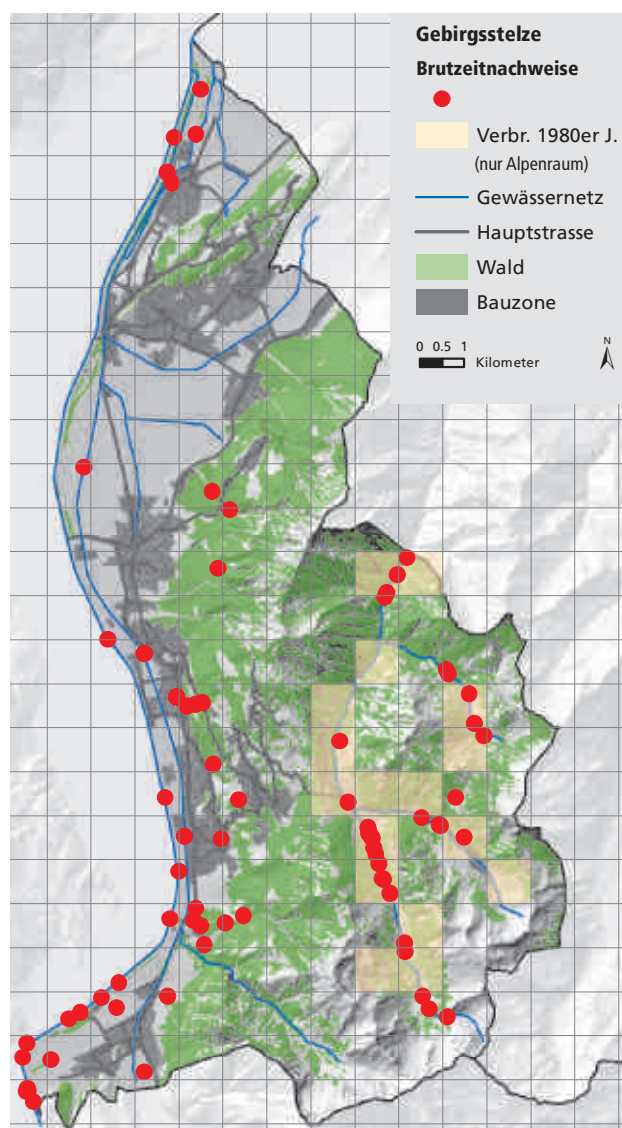 Gebirgsstelze
Brutzeitnachweise
Verbr. 1980er J.
(nur Alpenraum)
Gewässernetz
Hauptstrasse
Wald
Bauzone
0 0.5 1
Kilometer
N